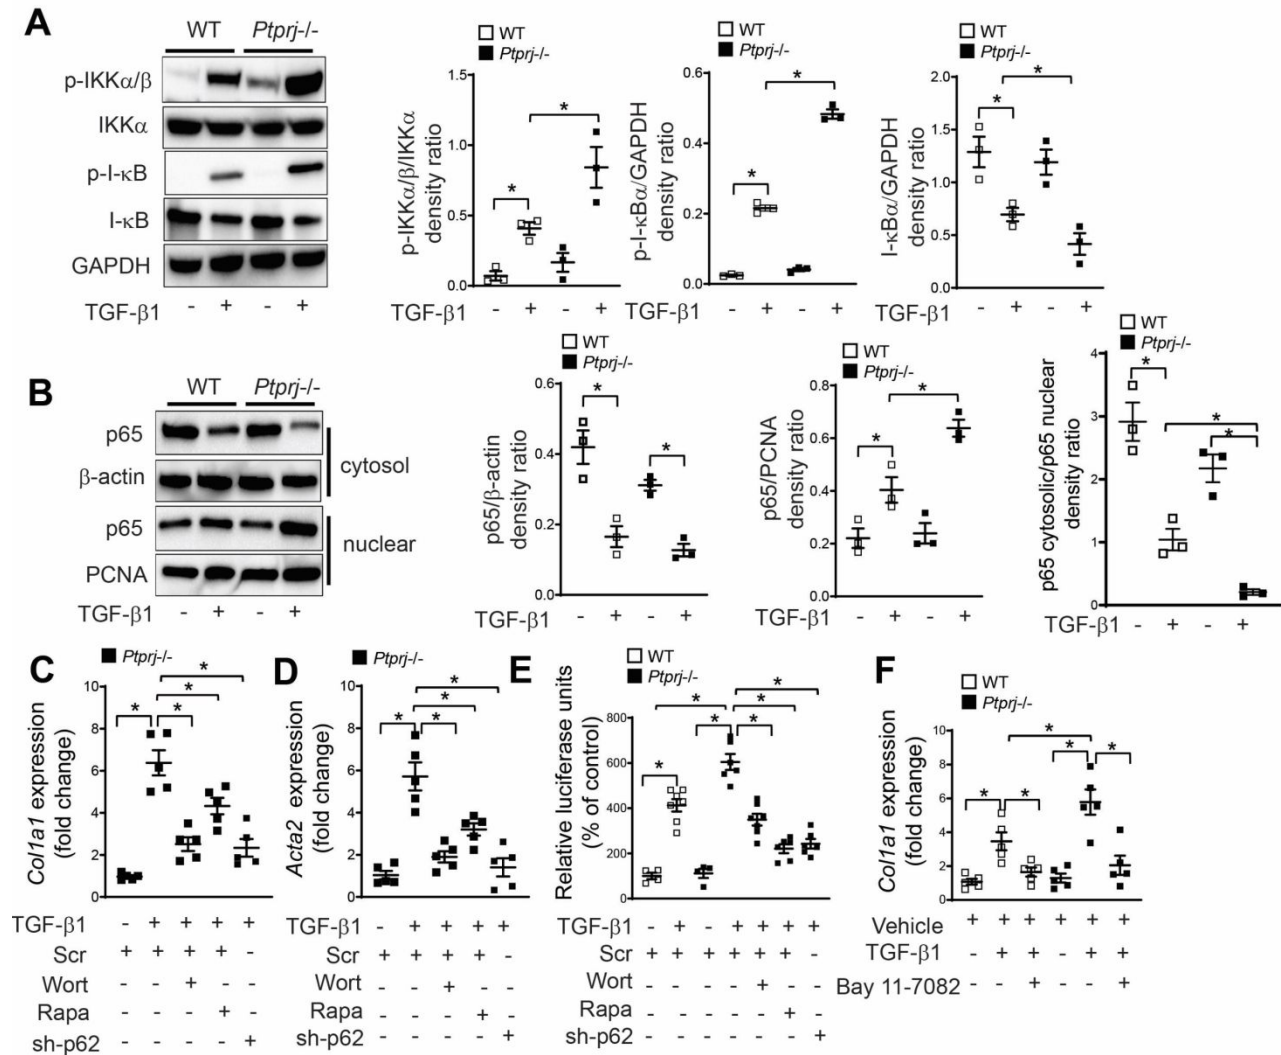 A
WT Ptprj-/-
p-IKKα/β
IKKα
p-I-κB
I-κB
GAPDH
TGF-β1 - + - +
WT
Ptprj-/-
p-IKKα/β/IKKα
density ratio
1.5
1.0
0.5
0.0
* *
- + - +
TGF-β1
WT
Ptprj-/-
p-I-κBα/GAPDH
density ratio
0.6
0.4
0.2
0.0
* *
- + - +
TGF-β1
WT
Ptprj-/-
I-κBα/GAPDH
density ratio
2.0
1.5
1.0
0.5
0.0
* *
- + - +
B
WT Ptprj-/-
p65
β-actin
cytosol
p65
PCNA
nuclear
TGF-β1 - + - +
WT
Ptprj-/-
p65/β-actin
density ratio
0.6
0.4
0.2
0.0
* *
TGF-β1 - + - +
WT
Ptprj-/-
p65/PCNA
density ratio
0.8
0.6
0.4
0.2
0.0
* *
TGF-β1 - + - +
WT
Ptprj-/-
p65 cytosolic/p65 nuclear
density ratio
4
3
2
1
0
* * *
TGF-β1 - + - +
C
Ptprj-/-
Col1a1 expression
(fold change)
10
8
6
4
2
0
* * * *
TGF-β1 - + + + +
Scr + + + + -
Wort - - + - -
Rapa - - - + -
sh-p62 - - - - +
D
Ptprj-/-
Acta2 expression
(fold change)
10
8
6
4
2
0
* * * *
TGF-β1 - + + + +
Scr + + + + -
Wort - - + - -
Rapa - - - + -
sh-p62 - - - - +
E
WT
Ptprj-/-
Relative luciferase units
(% of control)
800
600
400
200
0
* * * * * *
TGF-β1 - + - + + + +
Scr + + + + + + -
Wort - - - - + - -
Rapa - - - - - + -
sh-p62 - - - - - - +
F
WT
Ptprj-/-
Col1a1 expression
(fold change)
10
8
6
4
2
0
* * * * *
Vehicle + + + + + +
TGF-β1 - + + - + +
Bay 11-7082 - - + - - +